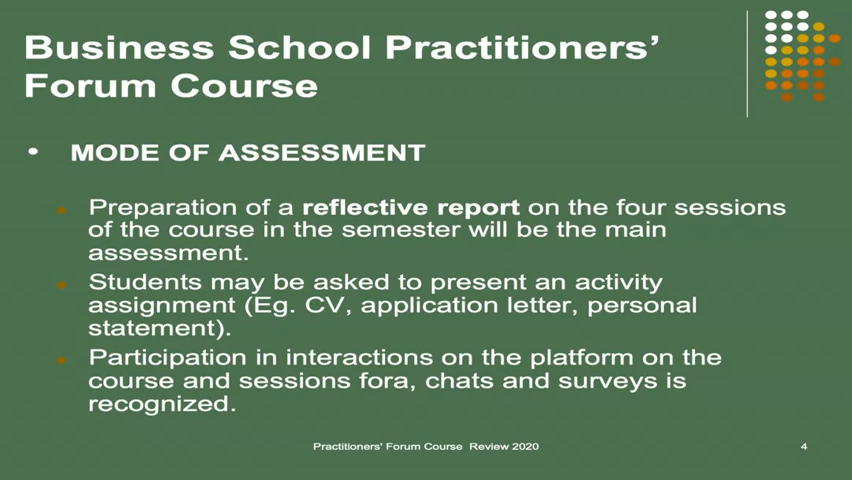 Business School Practitioners’
Forum Course
• MODE OF ASSESSMENT
Preparation of a reflective report on the four sessions
of the course in the semester will be the main
assessment.
Students may be asked to present an activity
assignment (Eg. CV, application letter, personal
statement).
Participation in interactions on the platform on the
course and sessions fora, chats and surveys is
recognized.
Practitioners' Forum Course Review 2020
4